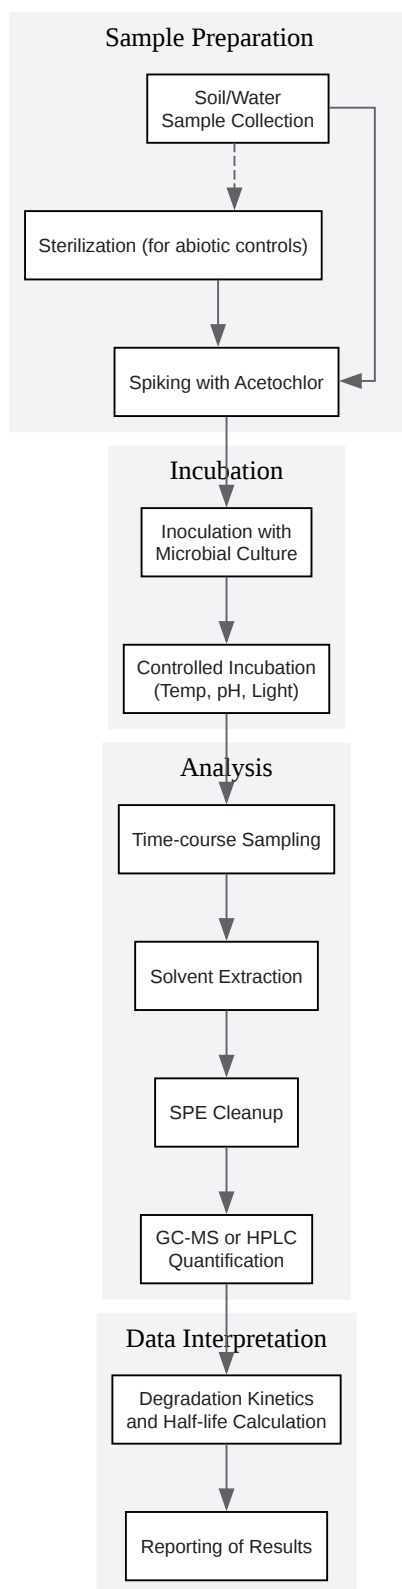 Sample Preparation
Soil/Water
Sample Collection
Sterilization (for abiotic controls)
Spiking with Acetochlor
Incubation
Inoculation with
Microbial Culture
Controlled Incubation
(Temp, pH, Light)
Analysis
Time-course Sampling
Solvent Extraction
SPE Cleanup
GC-MS or HPLC
Quantification
Data Interpretation
Degradation Kinetics
and Half-life Calculation
Reporting of Results